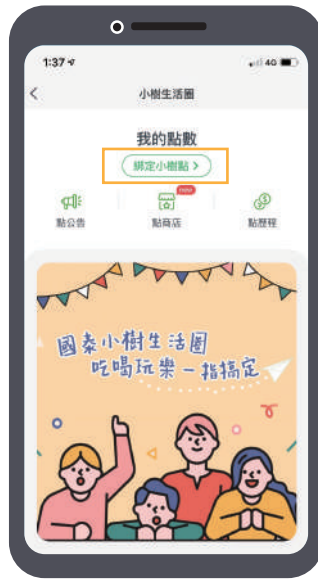 1:37
4G
小樹生活圈
我的點數
綁定小樹點 >
new
點公告 點商店 點歷程
國泰小樹生活圈
吃喝玩樂一指搞定